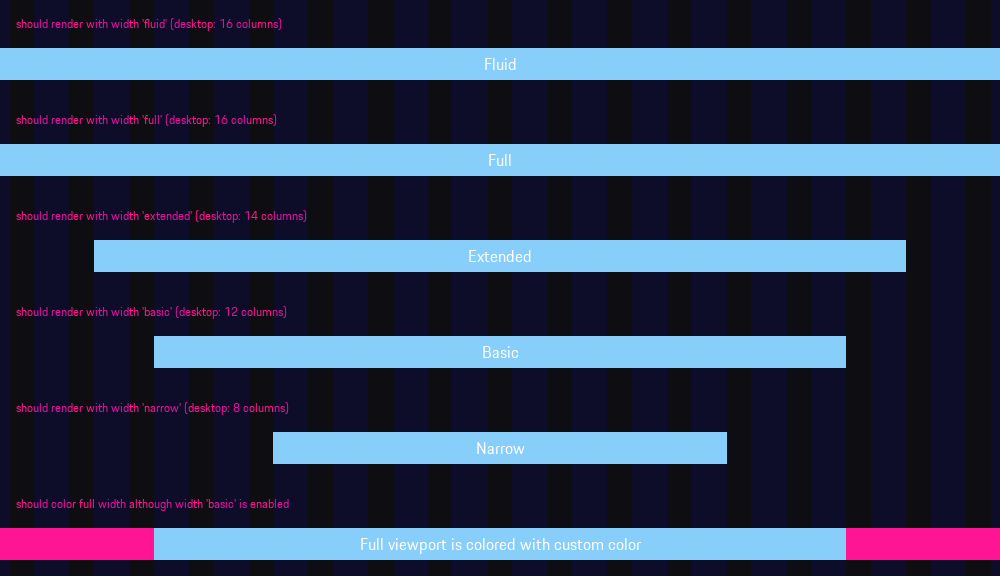 should render with width 'fluid' (desktop: 16 columns)
Fluid
should render with width 'full' (desktop: 16 columns)
Full
should render with width 'extended' (desktop: 14 columns)
Extended
should render with width 'basic' (desktop: 12 columns)
Basic
should render with width 'narrow' (desktop: 8 columns)
Narrow
should color full width although width 'basic' is enabled
Full viewport is colored with custom color